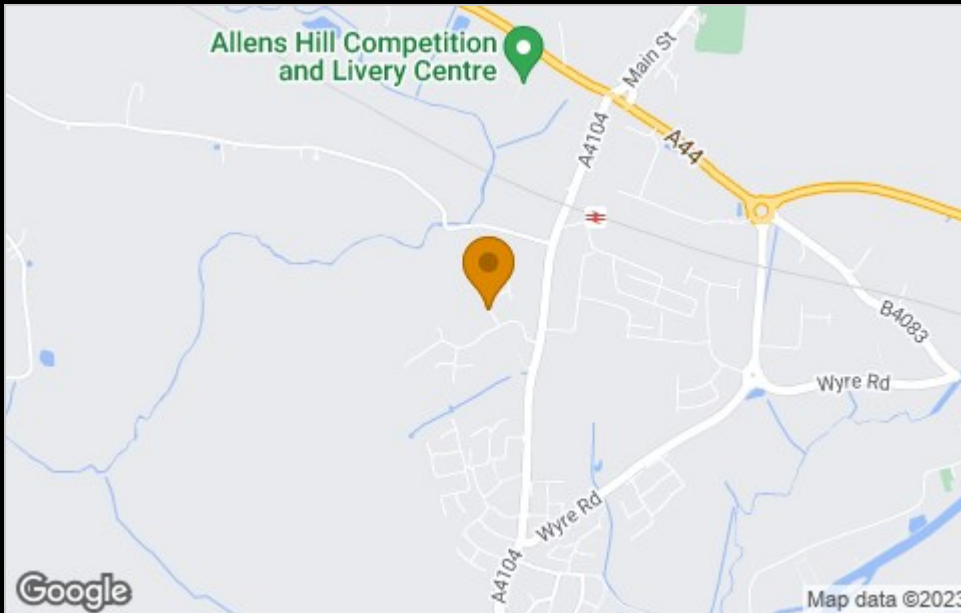 Allens Hill Competition
and Livery Centre
Main St
A4104
A44
B4083
Wyre Rd
Wyre Rd
A4104
Google
Map data ©2023